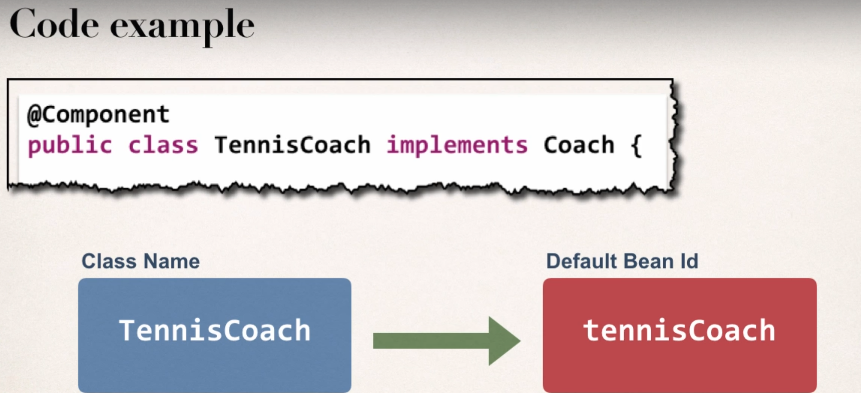 Code example
@Component
public class TennisCoach implements Coach {
Class Name
Default Bean Id
TennisCoach
tennisCoach